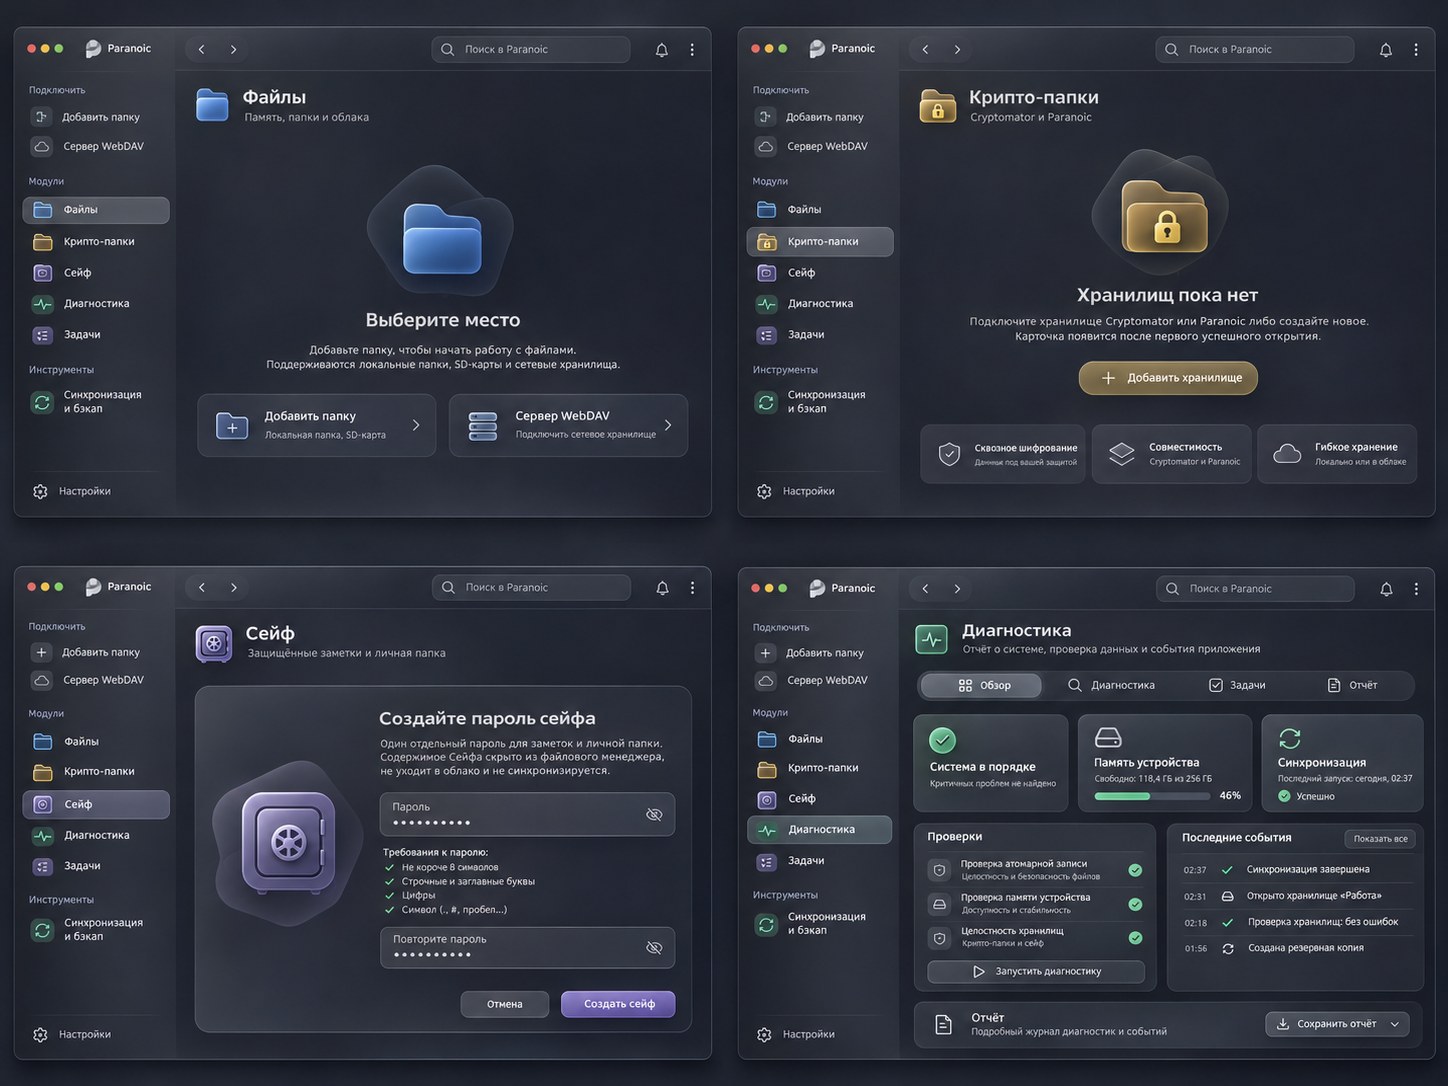 Paranoic
Поиск в Paranoic
Подключить
Добавить папку
Сервер WebDAV
Модули
Файлы
Крипто-папки
Сейф
Диагностика
Задачи
Инструменты
Синхронизация
и бэкап
Настройки
Файлы
Память, папки и облака
Выберите место
Добавьте папку, чтобы начать работу с файлами.
Поддерживаются локальные папки, SD-карты и сетевые хранилища.
Добавить папку
Локальная папка, SD-карта
Сервер WebDAV
Подключить сетевое хранилище
Paranoic
Поиск в Paranoic
Подключить
Добавить папку
Сервер WebDAV
Модули
Файлы
Крипто-папки
Сейф
Диагностика
Задачи
Инструменты
Синхронизация
и бэкап
Настройки
Крипто-папки
Cryptomator и Paranoic
Хранилищ пока нет
Подключите хранилище Cryptomator или Paranoic либо создайте новое.
Карточка появится после первого успешного открытия.
Добавить хранилище
Сквозное шифрование
Данные под вашей защитой
Совместимость
Cryptomator и Paranoic
Гибкое хранение
Локально или в облаке
Paranoic
Поиск в Paranoic
Подключить
Добавить папку
Сервер WebDAV
Модули
Файлы
Крипто-папки
Сейф
Диагностика
Задачи
Инструменты
Синхронизация
и бэкап
Настройки
Сейф
Защищённые заметки и личная папка
Создайте пароль сейфа
Один отдельный пароль для заметок и личной папки.
Содержимое Сейфа скрыто из файлового менеджера,
не уходит в облако и не синхронизируется.
Пароль
Требования к паролю:
Не короче 8 символов
Строчные и заглавные буквы
Цифры
Символ (., #, пробел...)
Повторите пароль
Отмена
Создать сейф
Paranoic
Поиск в Paranoic
Подключить
Добавить папку
Сервер WebDAV
Модули
Файлы
Крипто-папки
Сейф
Диагностика
Задачи
Инструменты
Синхронизация
и бэкап
Настройки
Диагностика
Отчёт о системе, проверка данных и события приложения
Обзор
Диагностика
Задачи
Отчёт
Система в порядке
Критичных проблем не найдено
Память устройства
Свободно: 118,4 ГБ из 256 ГБ
46%
Синхронизация
Последний запуск: сегодня, 02:37
Успешно
Проверки
Проверка атомарной записи
Целостность и безопасность файлов
Проверка памяти устройства
Доступность и стабильность
Целостность хранилищ
Крипто-папки и сейф
Запустить диагностику
Последние события
Показать все
02:37 Синхронизация завершена
02:31 Открыто хранилище «Работа»
02:18 Проверка хранилищ: без ошибок
01:56 Создана резервная копия
Отчёт
Подробный журнал диагностик и событий
Сохранить отчёт